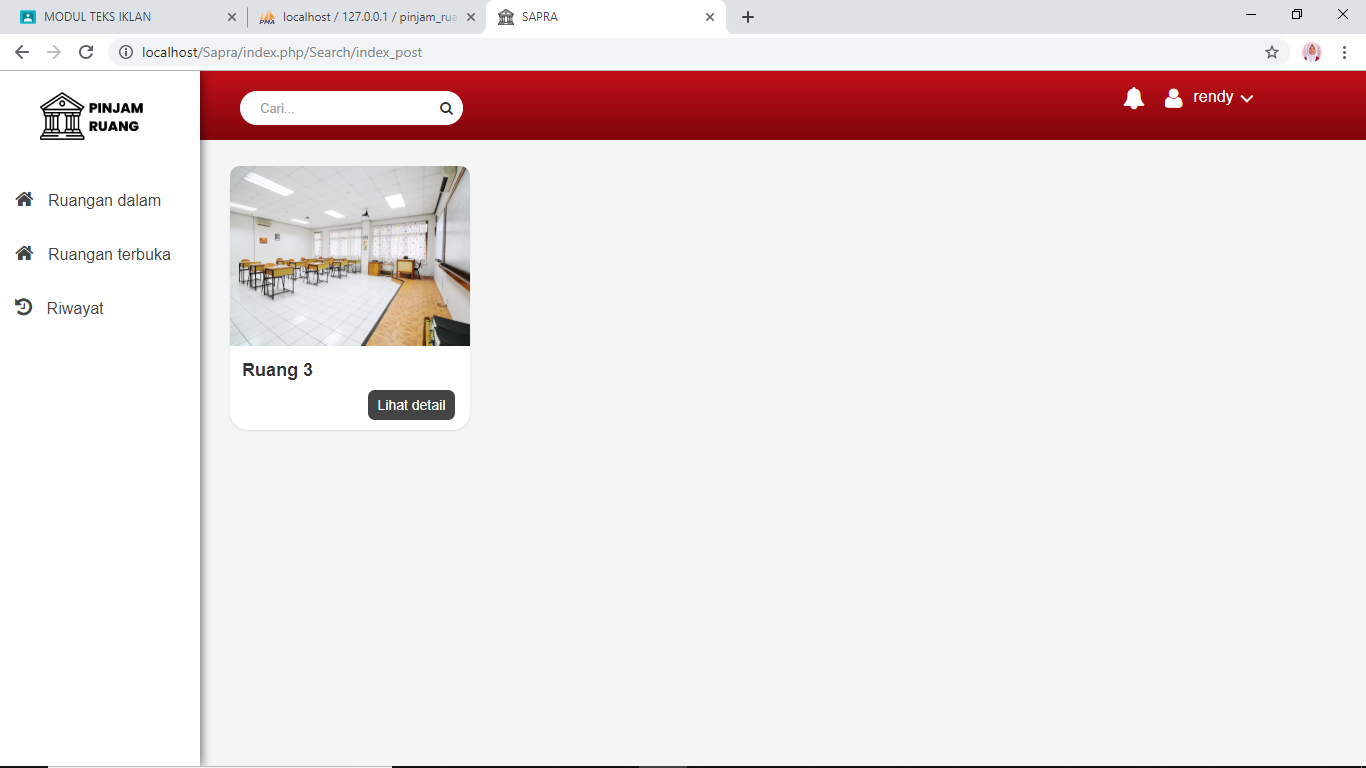 MODUL TEKS IKLAN
localhost / 127.0.0.1 / pinjam_rua
SAPRA
localhost/Sapra/index.php/Search/index_post
PINJAM
RUANG
Cari...
rendy
Ruangan dalam
Ruangan terbuka
Riwayat
Ruang 3
Lihat detail